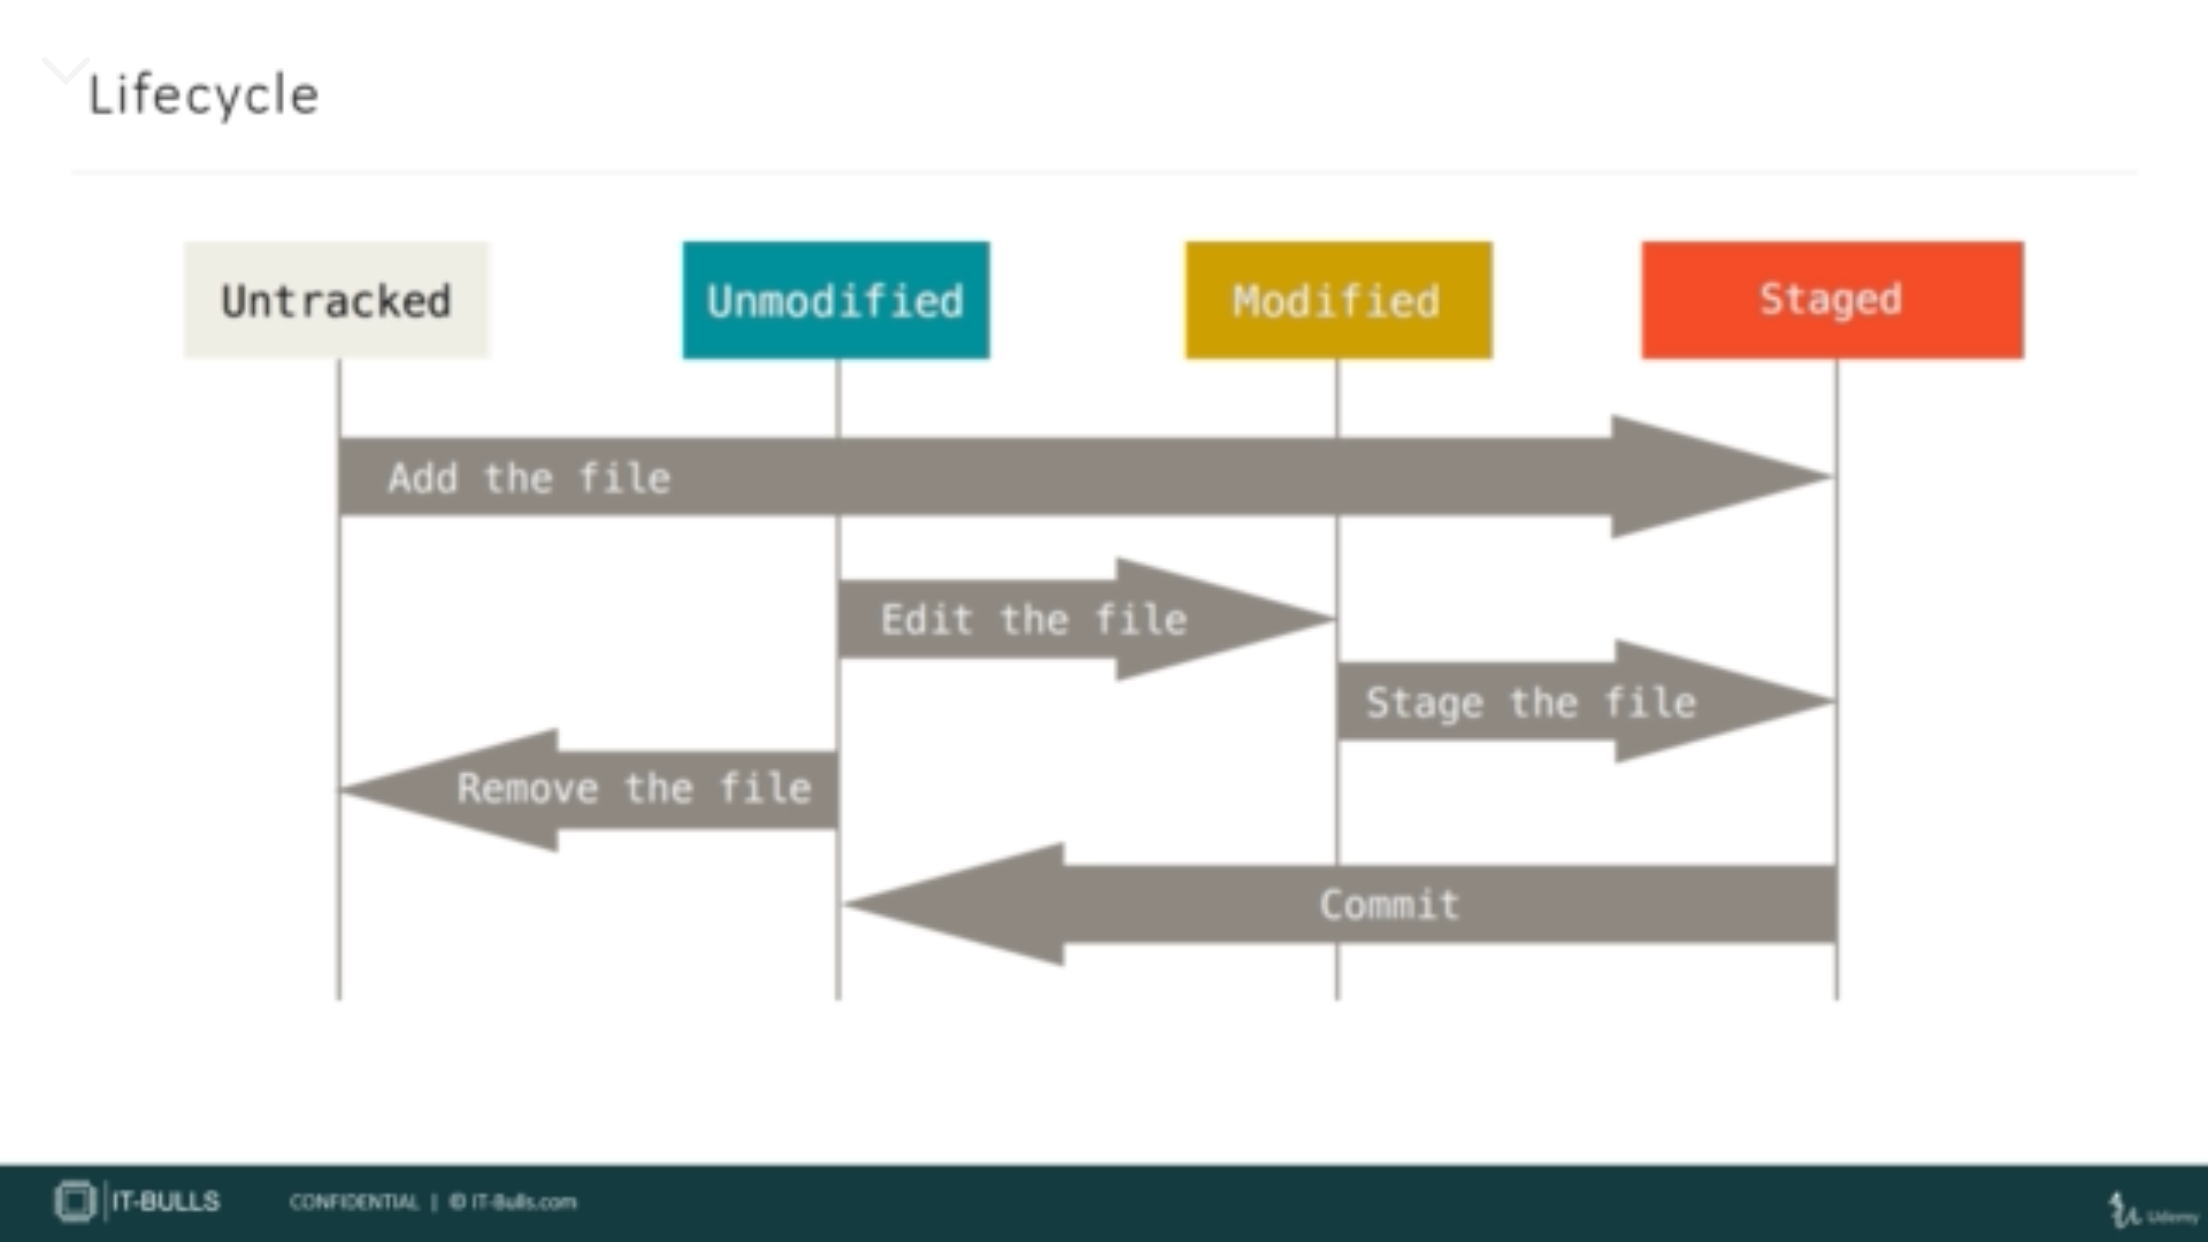 Lifecycle
Untracked
Unmodified
Modified
Staged
Add the file
Edit the file
Stage the file
Remove the file
Commit
IT-BULLS
CONFIDENTIAL | © IT-Bulls.com
Udemy